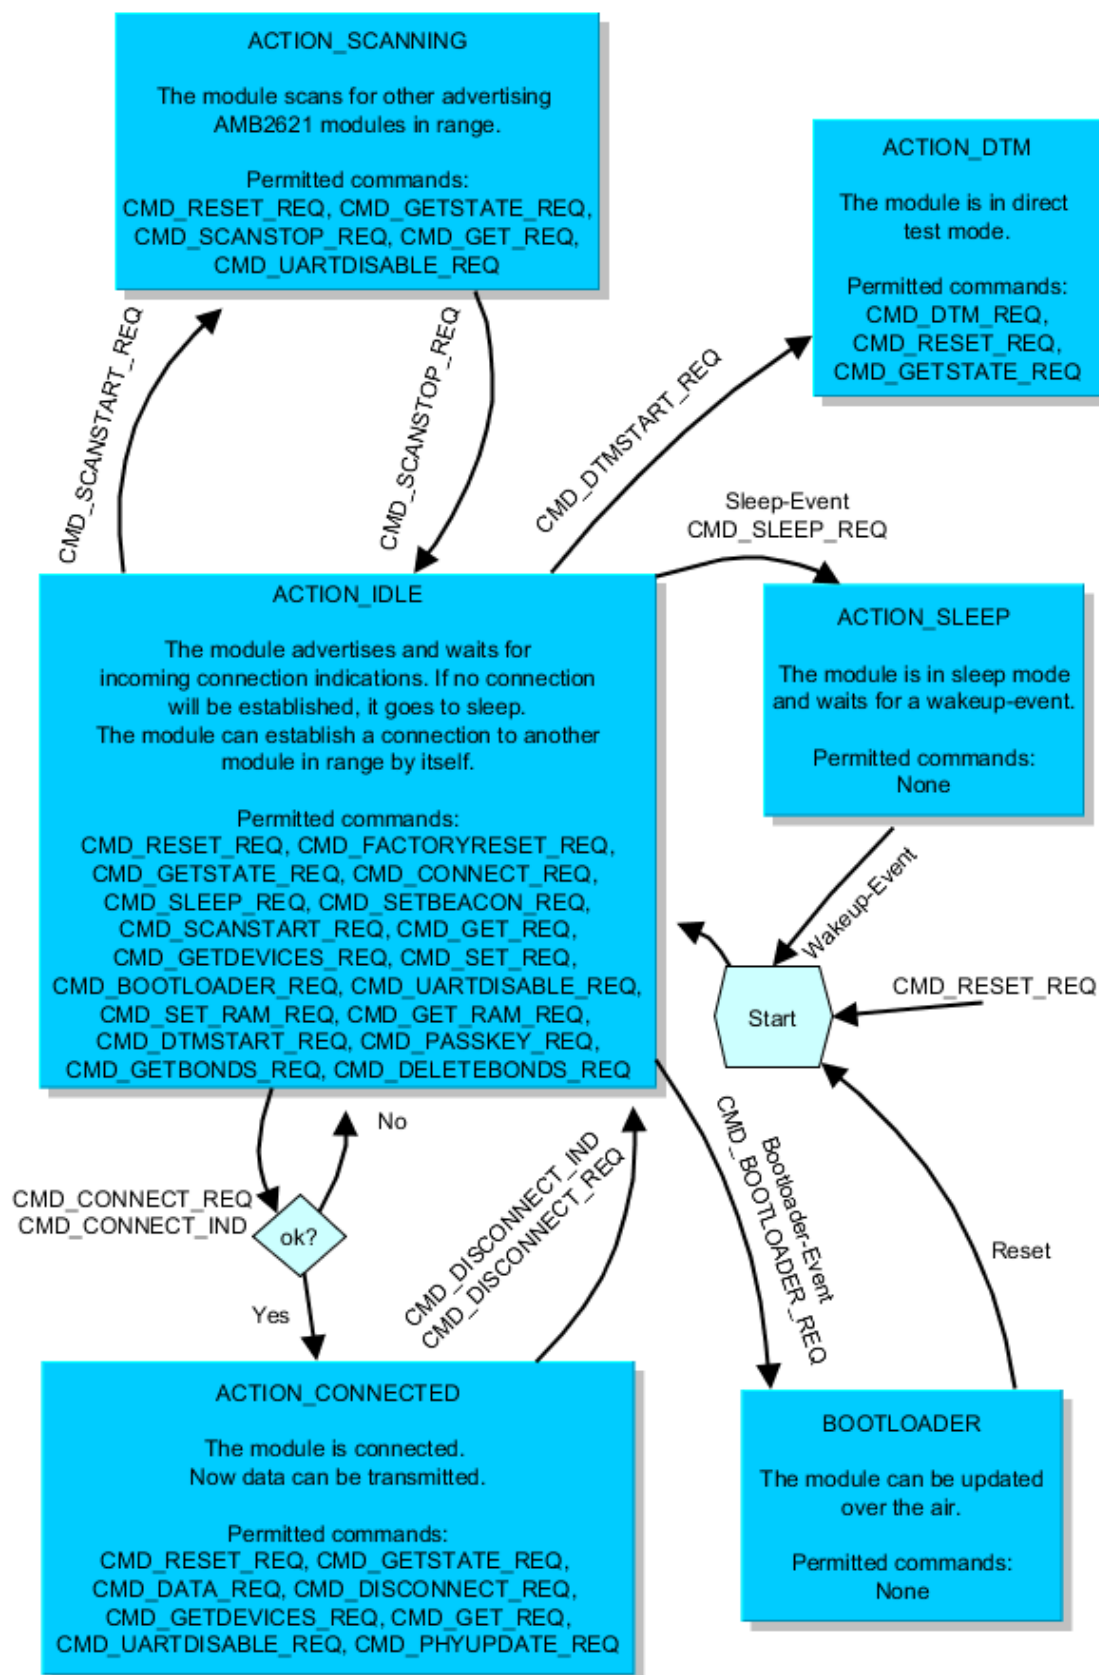 ACTION_SCANNING
The module scans for other advertising
AMB2621 modules in range.
Permitted commands:
CMD_RESET_REQ, CMD_GETSTATE_REQ,
CMD_SCANSTOP_REQ, CMD_GET_REQ,
CMD_UARTDISABLE_REQ
ACTION_DTM
The module is in direct
test mode.
Permitted commands:
CMD_DTM_REQ,
CMD_RESET_REQ,
CMD_GETSTATE_REQ
CMD_SCANSTART_REQ
CMD_SCANSTOP_REQ
CMD_DTMSTART_REQ
Sleep-Event
CMD_SLEEP_REQ
ACTION_IDLE
The module advertises and waits for
incoming connection indications. If no connection
will be established, it goes to sleep.
The module can establish a connection to another
module in range by itself.
Permitted commands:
CMD_RESET_REQ, CMD_FACTORYRESET_REQ,
CMD_GETSTATE_REQ, CMD_CONNECT_REQ,
CMD_SLEEP_REQ, CMD_SETBEACON_REQ,
CMD_SCANSTART_REQ, CMD_GET_REQ,
CMD_GETDEVICES_REQ, CMD_SET_REQ,
CMD_BOOTLOADER_REQ, CMD_UARTDISABLE_REQ,
CMD_SET_RAM_REQ, CMD_GET_RAM_REQ,
CMD_DTMSTART_REQ, CMD_PASSKEY_REQ,
CMD_GETBONDS_REQ, CMD_DELETEBONDS_REQ
ACTION_SLEEP
The module is in sleep mode
and waits for a wakeup-event.
Permitted commands:
None
Wakeup-Event
CMD_RESET_REQ
Start
No
CMD_CONNECT_REQ
CMD_CONNECT_IND
ok?
Yes
CMD_DISCONNECT_IND
CMD_DISCONNECT_REQ
Bootloader-Event
CMD_BOOTLOADER_REQ
Reset
ACTION_CONNECTED
The module is connected.
Now data can be transmitted.
Permitted commands:
CMD_RESET_REQ, CMD_GETSTATE_REQ,
CMD_DATA_REQ, CMD_DISCONNECT_REQ,
CMD_GETDEVICES_REQ, CMD_GET_REQ,
CMD_UARTDISABLE_REQ, CMD_PHYUPDATE_REQ
BOOTLOADER
The module can be updated
over the air.
Permitted commands:
None